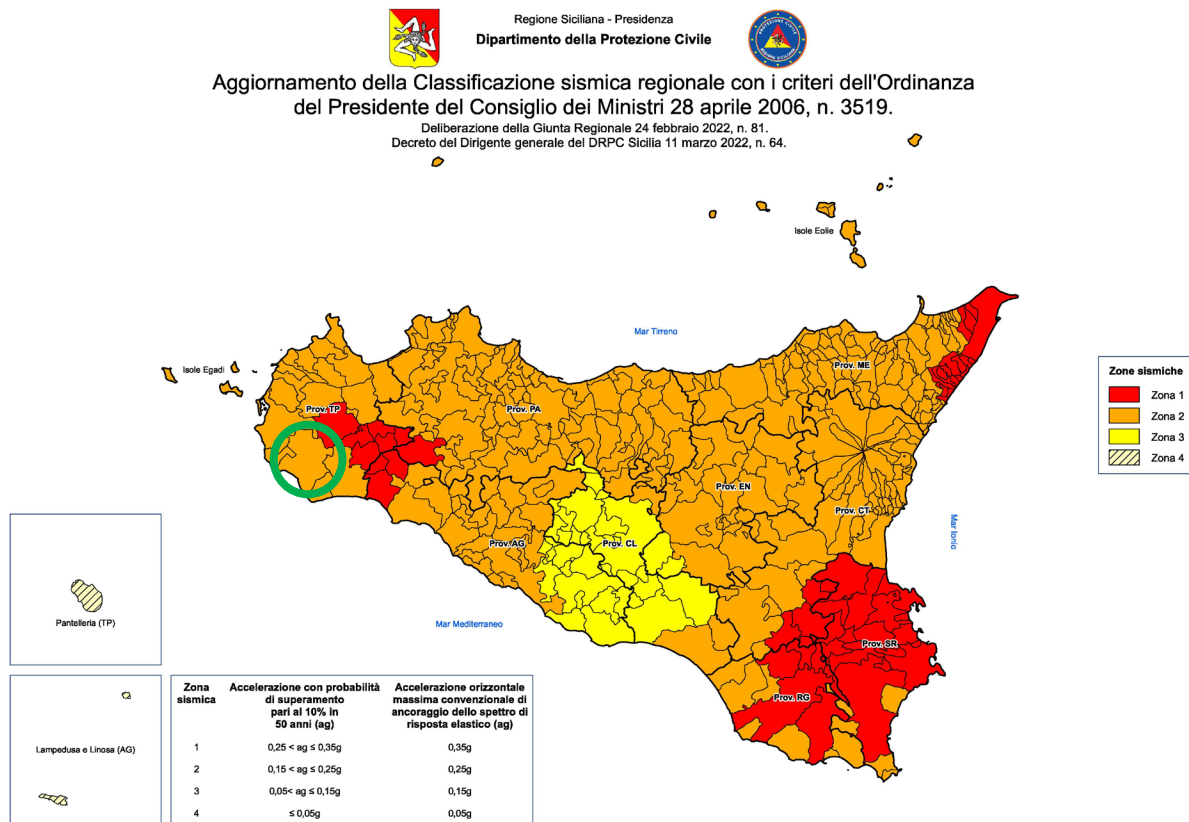 Regione Siciliana - Presidenza
Dipartimento della Protezione Civile
Aggiornamento della Classificazione sismica regionale con i criteri dell'Ordinanza
del Presidente del Consiglio dei Ministri 28 aprile 2006, n. 3519.
Deliberazione della Giunta Regionale 24 febbraio 2022, n. 81.
Decreto del Dirigente generale del DRPC Sicilia 11 marzo 2022, n. 64.
Isole Eolie
Mar Tirreno
Isole Egadi
Prov. ME
Prov. TP
Prov. PA
Zone sismiche
Zona 1
Zona 2
Zona 3
Zona 4
Prov. EN
Prov. CT
Mar Ionio
Prov. AG
Prov. CL
Pantelleria (TP)
Mar Mediterraneo
Prov. SR
Prov. RG
Lampedusa e Linosa (AG)
Zona Accelerazione con probabilità Accelerazione orizzontale
sismica di superamento massima convenzionale di
pari al 10% in ancoraggio dello spettro di
50 anni (ag) risposta elastico (ag)
1 0,25 < ag ≤ 0,35g 0,35g
2 0,15 < ag ≤ 0,25g 0,25g
3 0,05< ag ≤ 0,15g 0,15g
4 ≤ 0,05g 0,05g